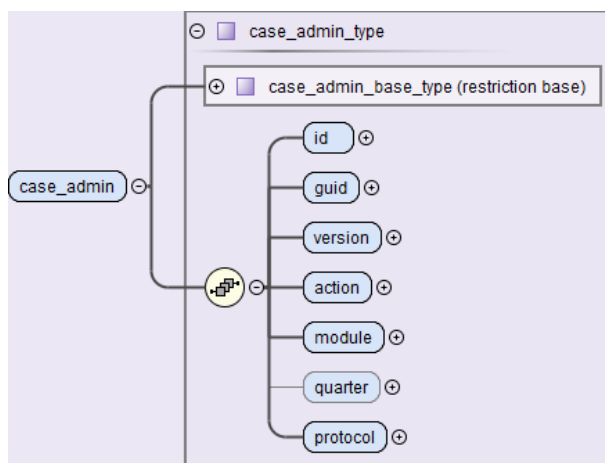 case_admin_type
case_admin_base_type (restriction base)
id
guid
case_admin
version
action
module
quarter
protocol